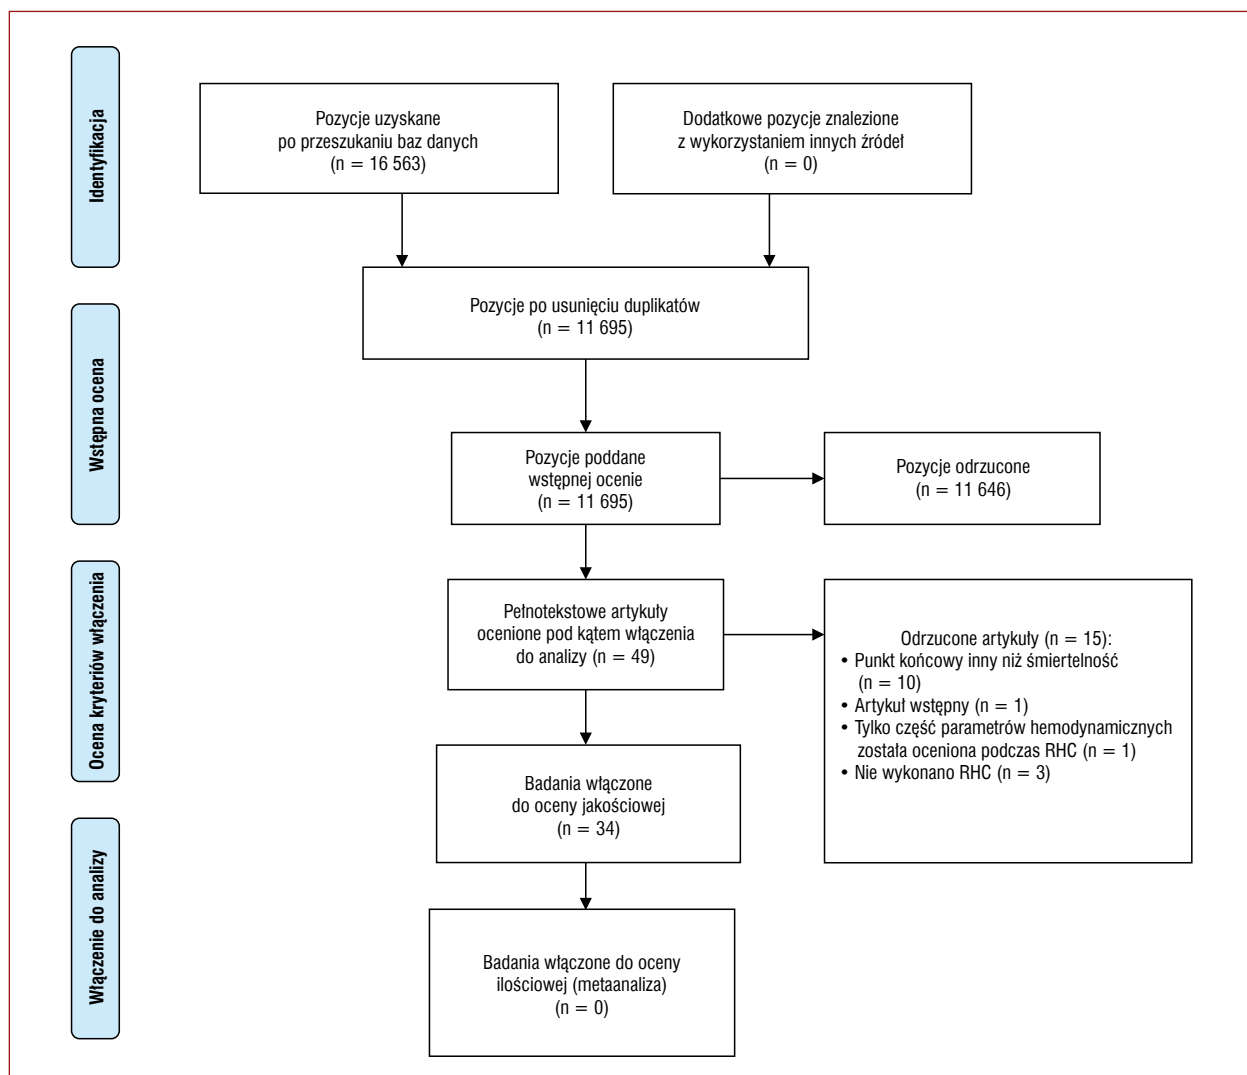 Identyfikacja
Pozycje uzyskane
po przeszukaniu baz danych
(n = 16 563)
Dodatkowe pozycje znalezione
z wykorzystaniem innych źródeł
(n = 0)
Pozycje po usunięciu duplikatów
(n = 11 695)
Wstępna ocena
Pozycje poddane
wstępnej ocenie
(n = 11 695)
Pozycje odrzucone
(n = 11 646)
Ocena kryteriów włączenia
Pełnotekstowe artykuły
ocenione pod kątem włączenia
do analizy (n = 49)
Odrzucone artykuły (n = 15):
• Punkt końcowy inny niż śmiertelność
(n = 10)
• Artykuł wstępny (n = 1)
• Tylko część parametrów hemodynamicznych
została oceniona podczas RHC (n = 1)
• Nie wykonano RHC (n = 3)
Badania włączone
do oceny jakościowej
(n = 34)
Włączenie do analizy
Badania włączone do oceny
ilościowej (metaanaliza)
(n = 0)